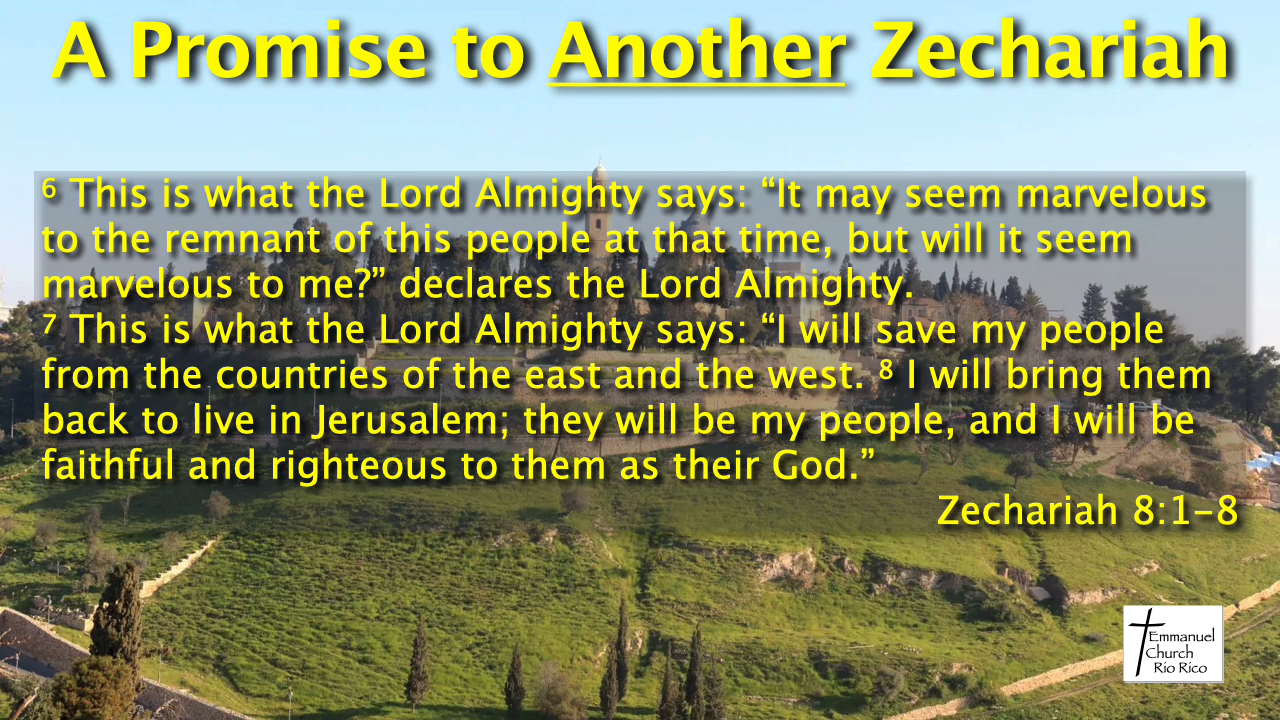 A Promise to Another Zechariah
⁶ This is what the Lord Almighty says: “It may seem marvelous
to the remnant of this people at that time, but will it seem
marvelous to me?” declares the Lord Almighty.
⁷ This is what the Lord Almighty says: “I will save my people
from the countries of the east and the west. ⁸ I will bring them
back to live in Jerusalem; they will be my people, and I will be
faithful and righteous to them as their God.”
Zechariah 8:1–8
Emmanuel
Church
Rio Rico